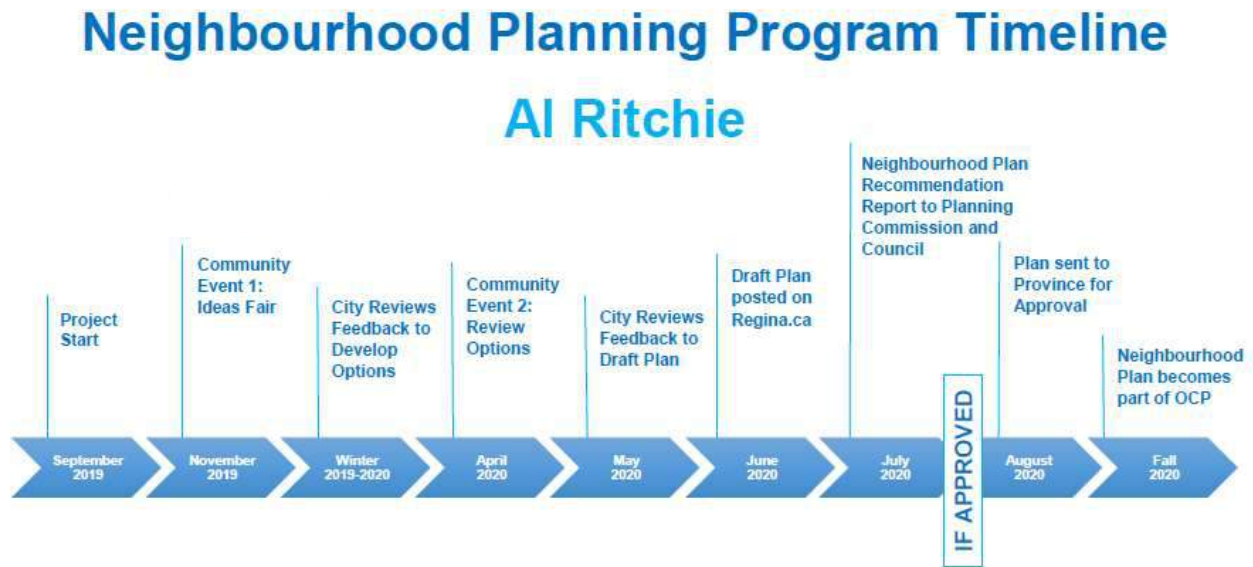 Neighbourhood Planning Program Timeline
Al Ritchie
Project
Start
Community
Event 1:
Ideas Fair
City Reviews
Feedback to
Develop
Options
Community
Event 2:
Review
Options
City Reviews
Feedback to
Draft Plan
Draft Plan
posted on
Regina.ca
Neighbourhood Plan
Recommendation
Report to Planning
Commission and
Council
Plan sent to
Province for
Approval
Neighbourhood
Plan becomes
part of OCP
September
2019
November
2019
Winter
2019-2020
April
2020
May
2020
June
2020
July
2020
IF APPROVED
August
2020
Fall
2020